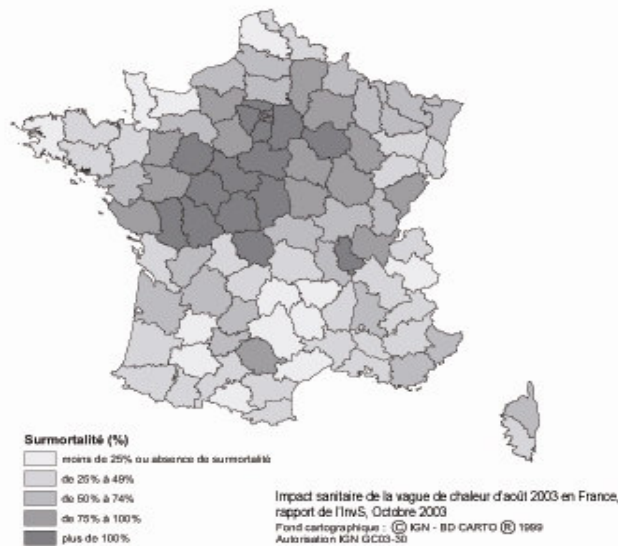 Surmortalité (%)
moins de 25% ou absence de surmortalité
de 25% à 49%
de 50% à 74%
de 75% à 100%
plus de 100%
Impact sanitaire de la vague de chaleur d'août 2003 en France,
rapport de l'InVS, Octobre 2003
Fond cartographique : © IGN - BD CARTO ® 1999
Autorisation IGN GC03-30